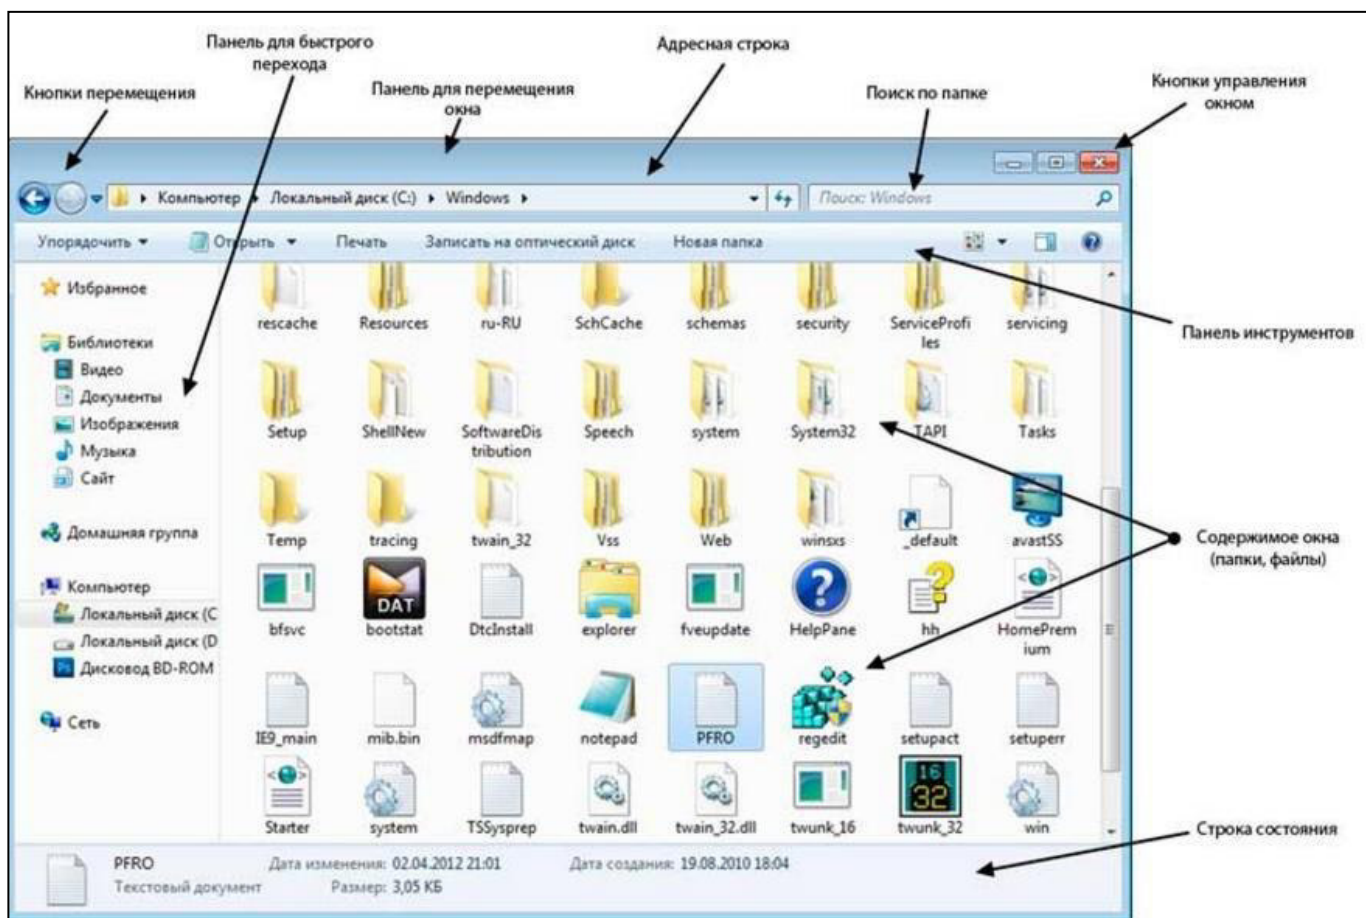 Панель для быстрого
перехода
Адресная строка
Кнопки перемещения
Панель для перемещения
окна
Поиск по папке
Кнопки управления
окном
Компьютер
Локальный диск (C:)
Windows
Поиск: Windows
Упорядочить
Открыть
Печать
Записать на оптический диск
Новая папка
Избранное
Библиотеки
Видео
Документы
Изображения
Музыка
Сайт
Домашняя группа
Компьютер
Локальный диск (C
Локальный диск (D
Дисковод BD-ROM
Сеть
rescache
Resources
ru-RU
SchCache
schemas
security
ServiceProfi
les
servicing
Setup
ShellNew
SoftwareDis
tribution
Speech
system
System32
TAPI
Tasks
Temp
tracing
twain_32
Vss
Web
winsxs
_default
avastSS
DAT
bfsvc
bootstat
DtcInstall
explorer
fveupdate
HelpPane
hh
HomePrem
ium
IE9_main
mib.bin
msdfmap
notepad
PFRO
regedit
setupact
setuperr
16
32
Starter
system
TSSysprep
twain.dll
twain_32.dll
twunk_16
twunk_32
win
Панель инструментов
Содержимое окна
(папки, файлы)
Строка состояния
PFRO
Дата изменения: 02.04.2012 21:01
Дата создания: 19.08.2010 18:04
Текстовый документ
Размер: 3,05 КБ